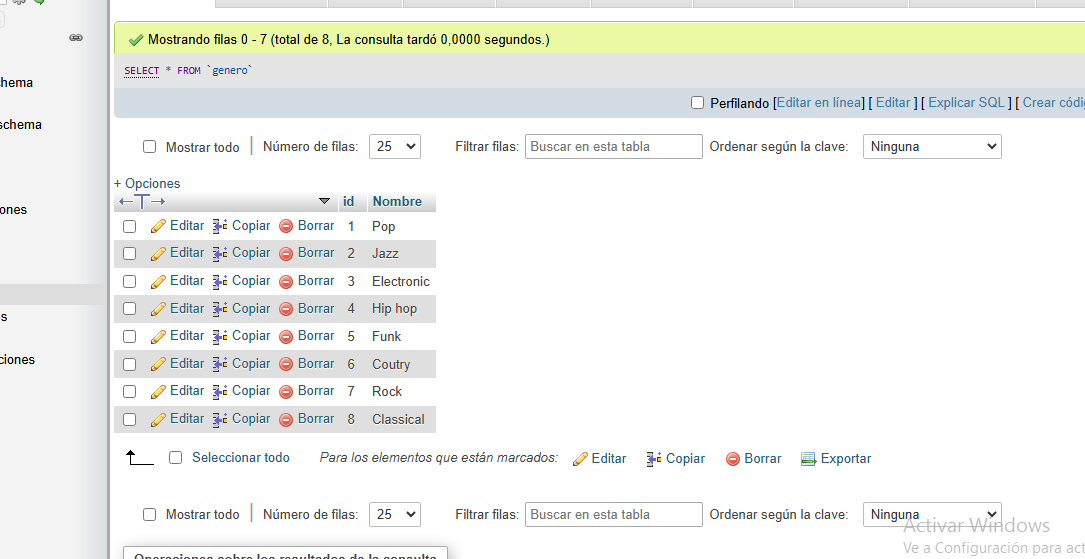 Mostrando filas 0 - 7 (total de 8, La consulta tardó 0,0000 segundos.)
SELECT * FROM `genero`
Perfilando [Editar en línea] [ Editar ] [ Explicar SQL ] [ Crear códi
hema
schema
ones
s
ciones
Mostrar todo | Número de filas: 25 Filtrar filas: Buscar en esta tabla Ordenar según la clave: Ninguna
+ Opciones
←T→ id Nombre
Editar Copiar Borrar 1 Pop
Editar Copiar Borrar 2 Jazz
Editar Copiar Borrar 3 Electronic
Editar Copiar Borrar 4 Hip hop
Editar Copiar Borrar 5 Funk
Editar Copiar Borrar 6 Coutry
Editar Copiar Borrar 7 Rock
Editar Copiar Borrar 8 Classical
Seleccionar todo Para los elementos que están marcados: Editar Copiar Borrar Exportar
Mostrar todo | Número de filas: 25 Filtrar filas: Buscar en esta tabla Ordenar según la clave: Ninguna
Activar Windows
Ve a Configuración para act
Operaciones sobre los resultados de la consulta